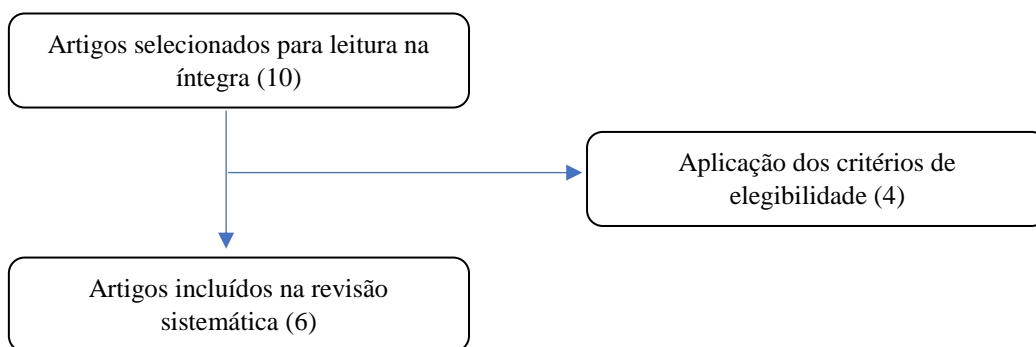 Artigos selecionados para leitura na
íntegra (10)
Aplicação dos critérios de
elegibilidade (4)
Artigos incluídos na revisão
sistemática (6)